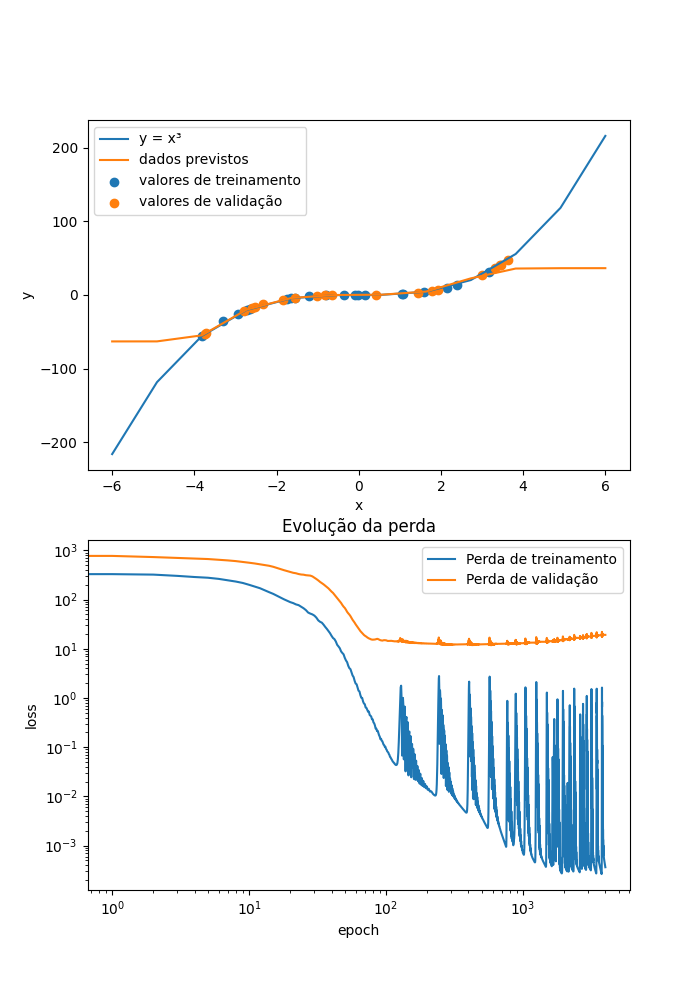 y = x³
dados previstos
valores de treinamento
valores de validação
200
100
0
−100
−200
y
−6
−4
−2
0
2
4
6
x
Evolução da perda
Perda de treinamento
Perda de validação
10³
10²
10¹
10⁰
10⁻¹
10⁻²
10⁻³
loss
10⁰
10¹
10²
10³
epoch